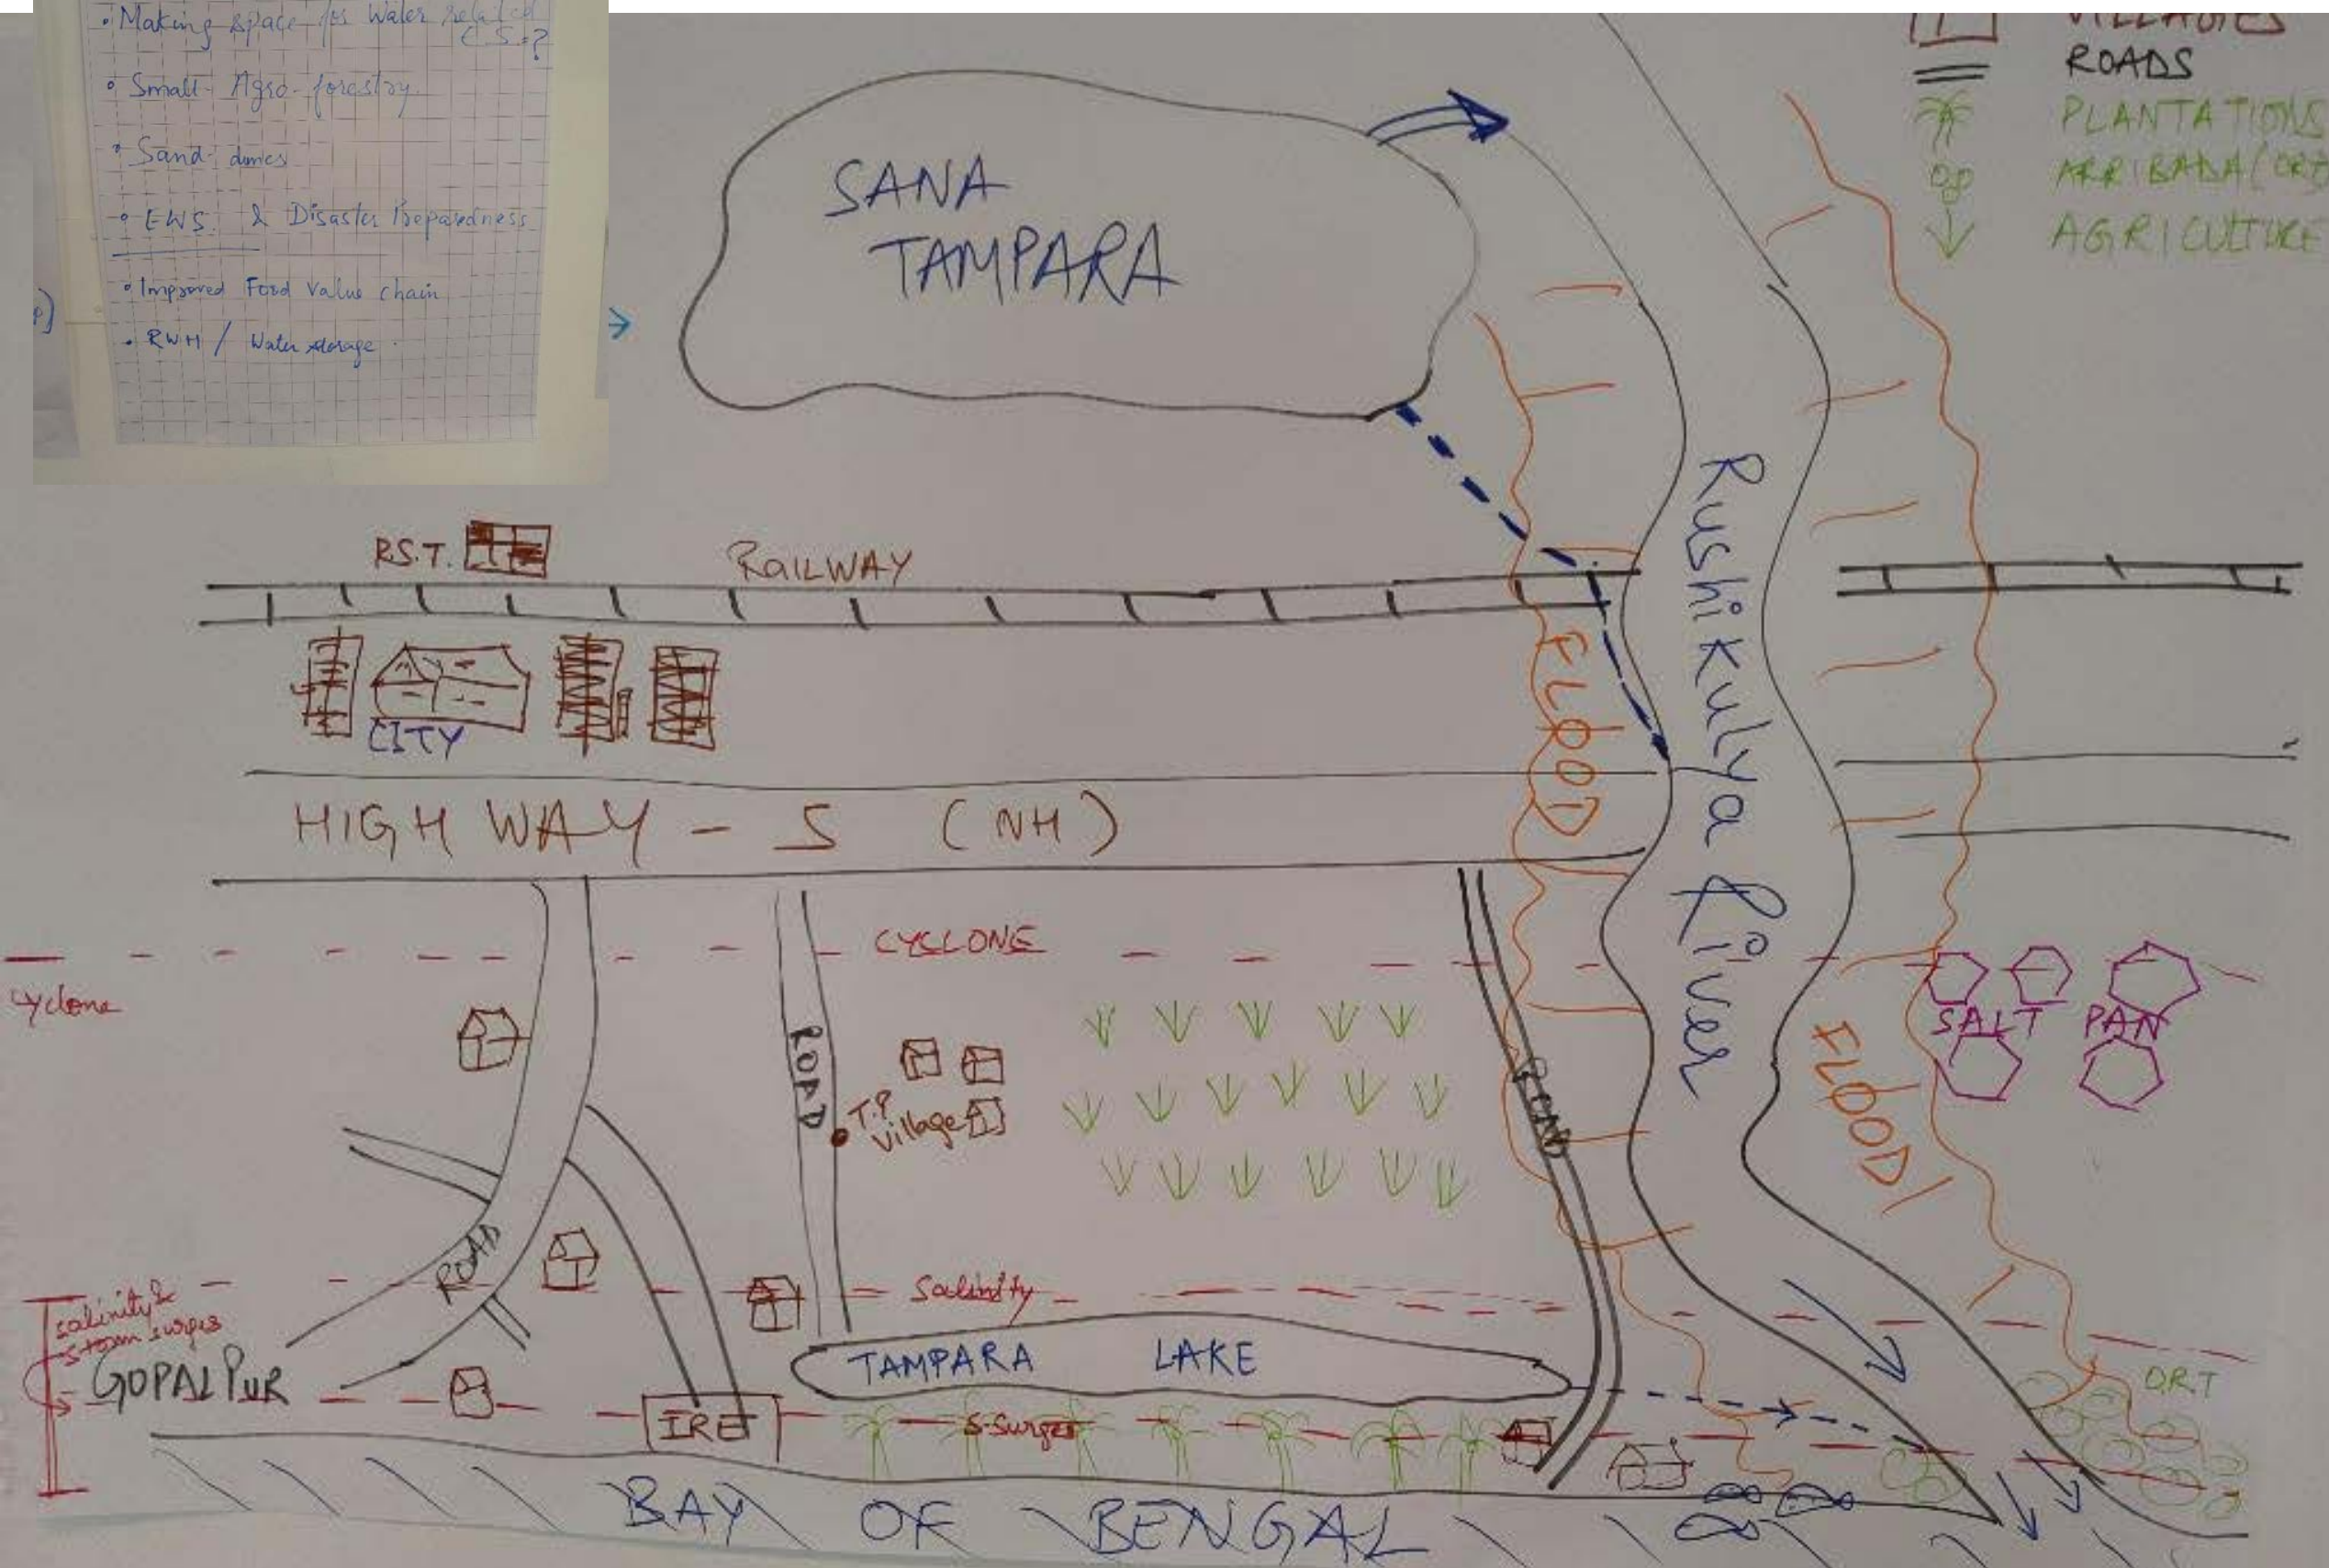 • Making space for Water related
• Small Agro-forestry
• Sand-dunes
• EWS. & Disaster Preparedness
• Improved Food Value chain
• RWH / Water storage
VILLAGES
ROADS
PLANTATIONS
ARRIBADA (ORT
AGRICULTURE
SANA
TAMPARA
Rushikulya River
R.S.T.
RAILWAY
CITY
FLOOD
HIGH WAY - 5 (NH)
CYCLONE
cyclone
ROAD
T.P.
Village
ROAD
SALT PAN
FLOOD
ROAD
Salinity
salinity &
storm surges
GOPALPUR
TAMPARA LAKE
O.R.T
IRE
S-Surges
BAY OF BENGAL